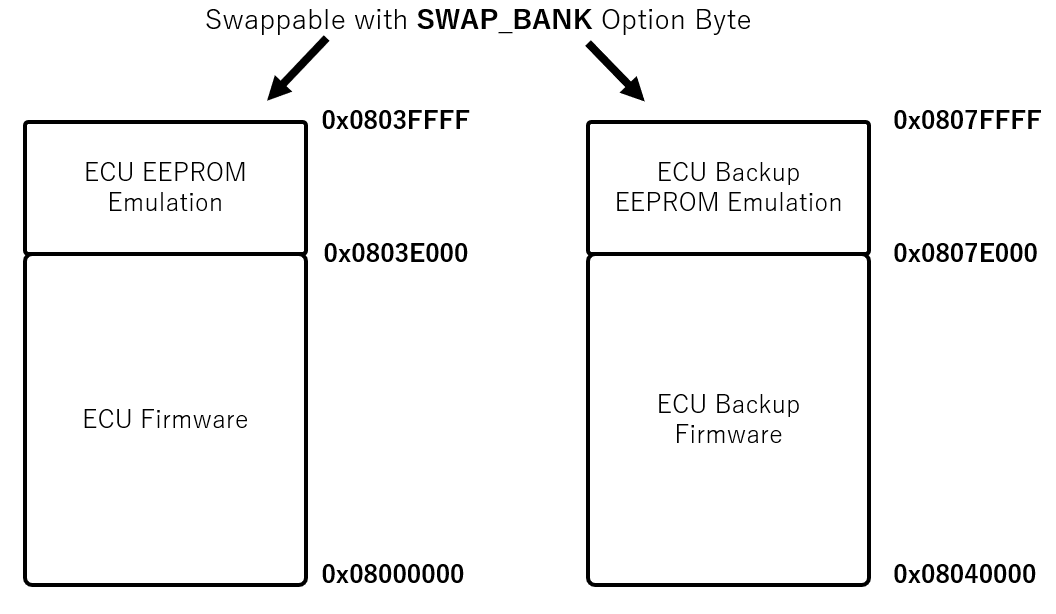 Swappable with SWAP_BANK Option Byte
0x0803FFFF
ECU EEPROM
Emulation
0x0803E000
ECU Firmware
0x08000000
0x0807FFFF
ECU Backup
EEPROM Emulation
0x0807E000
ECU Backup
Firmware
0x08040000